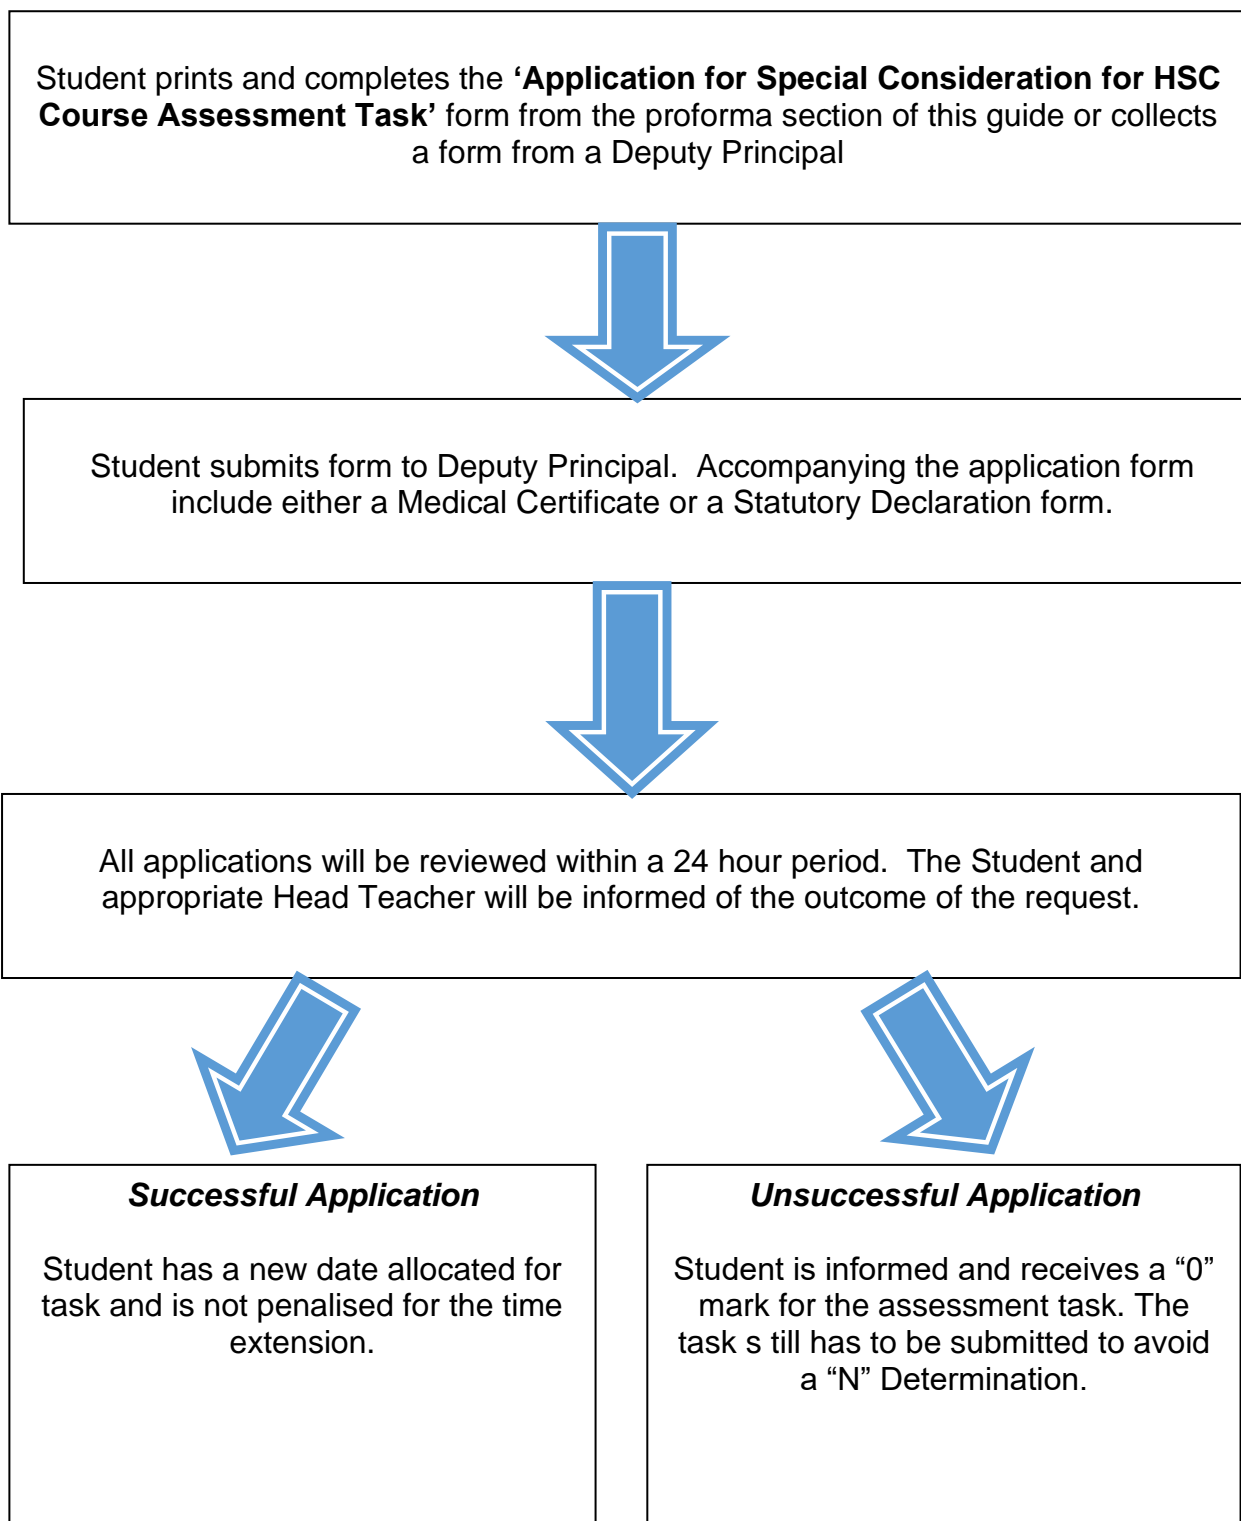 Student prints and completes the ‘Application for Special Consideration for HSC
Course Assessment Task’ form from the proforma section of this guide or collects
a form from a Deputy Principal
Student submits form to Deputy Principal.  Accompanying the application form
include either a Medical Certificate or a Statutory Declaration form.
All applications will be reviewed within a 24 hour period.  The Student and
appropriate Head Teacher will be informed of the outcome of the request.
Successful Application
Student has a new date allocated for
task and is not penalised for the time
extension.
Unsuccessful Application
Student is informed and receives a “0”
mark for the assessment task. The
task s till has to be submitted to avoid
a “N” Determination.